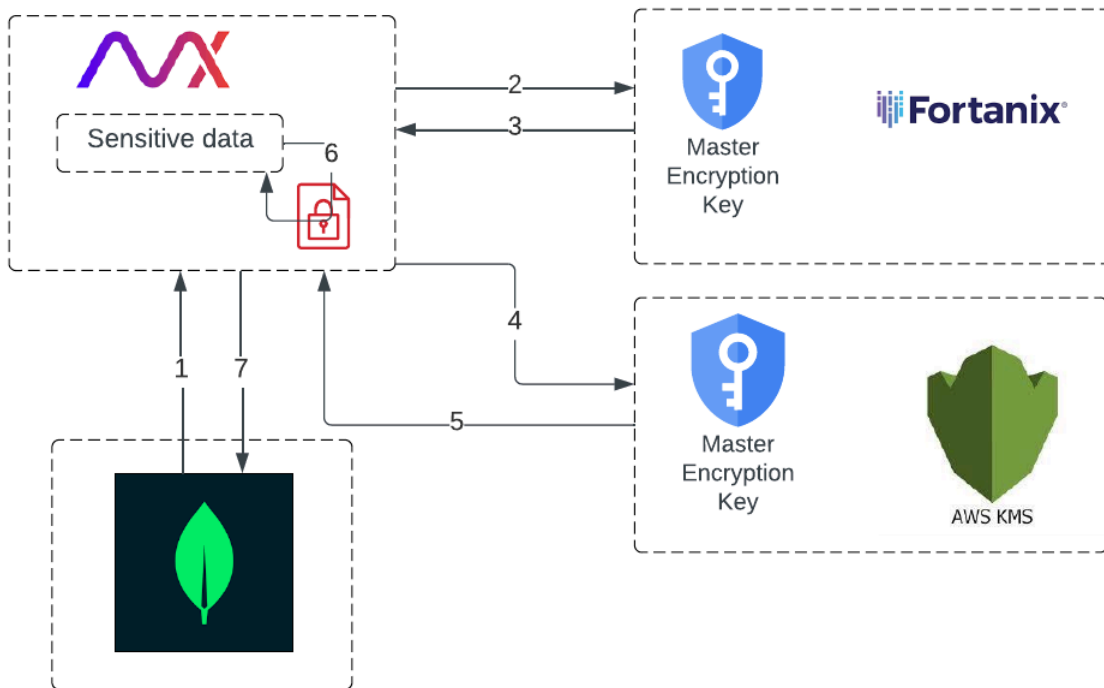 2
3
Sensitive data
6
Master
Encryption
Key
Fortanix®
4
1
7
5
Master
Encryption
Key
AWS KMS